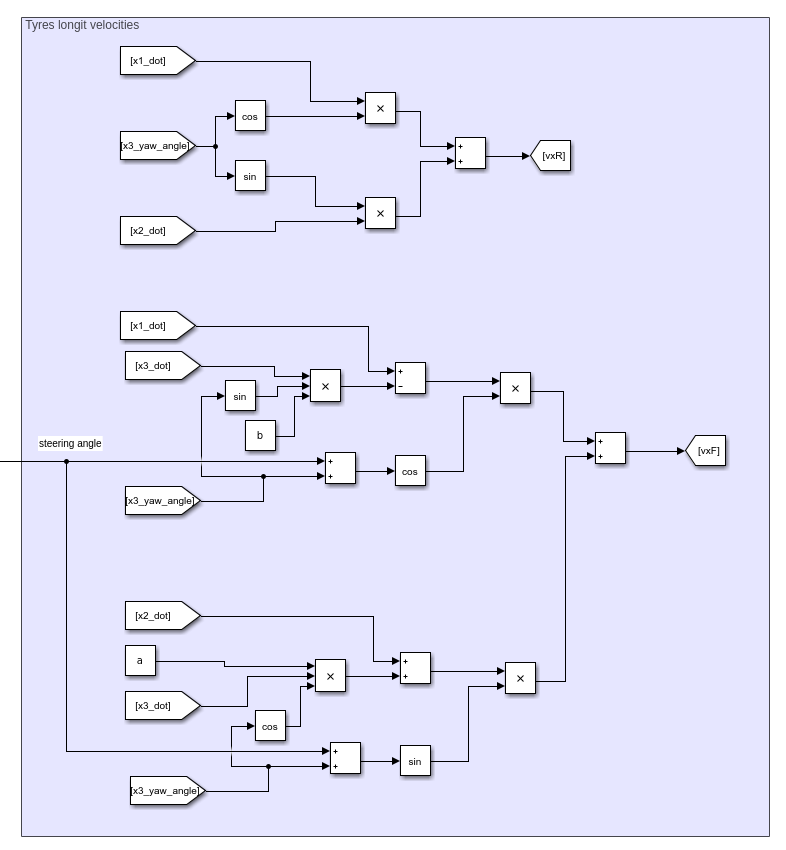 Tyres longit velocities
[x1_dot]
cos
×
[x3_yaw_angle]
+
+
[vxR]
sin
×
[x2_dot]
[x1_dot]
[x3_dot]
sin
×
+
−
×
b
steering angle
+
+
cos
+
+
[vxF]
[x3_yaw_angle]
[x2_dot]
a
×
+
+
×
[x3_dot]
cos
+
+
sin
[x3_yaw_angle]